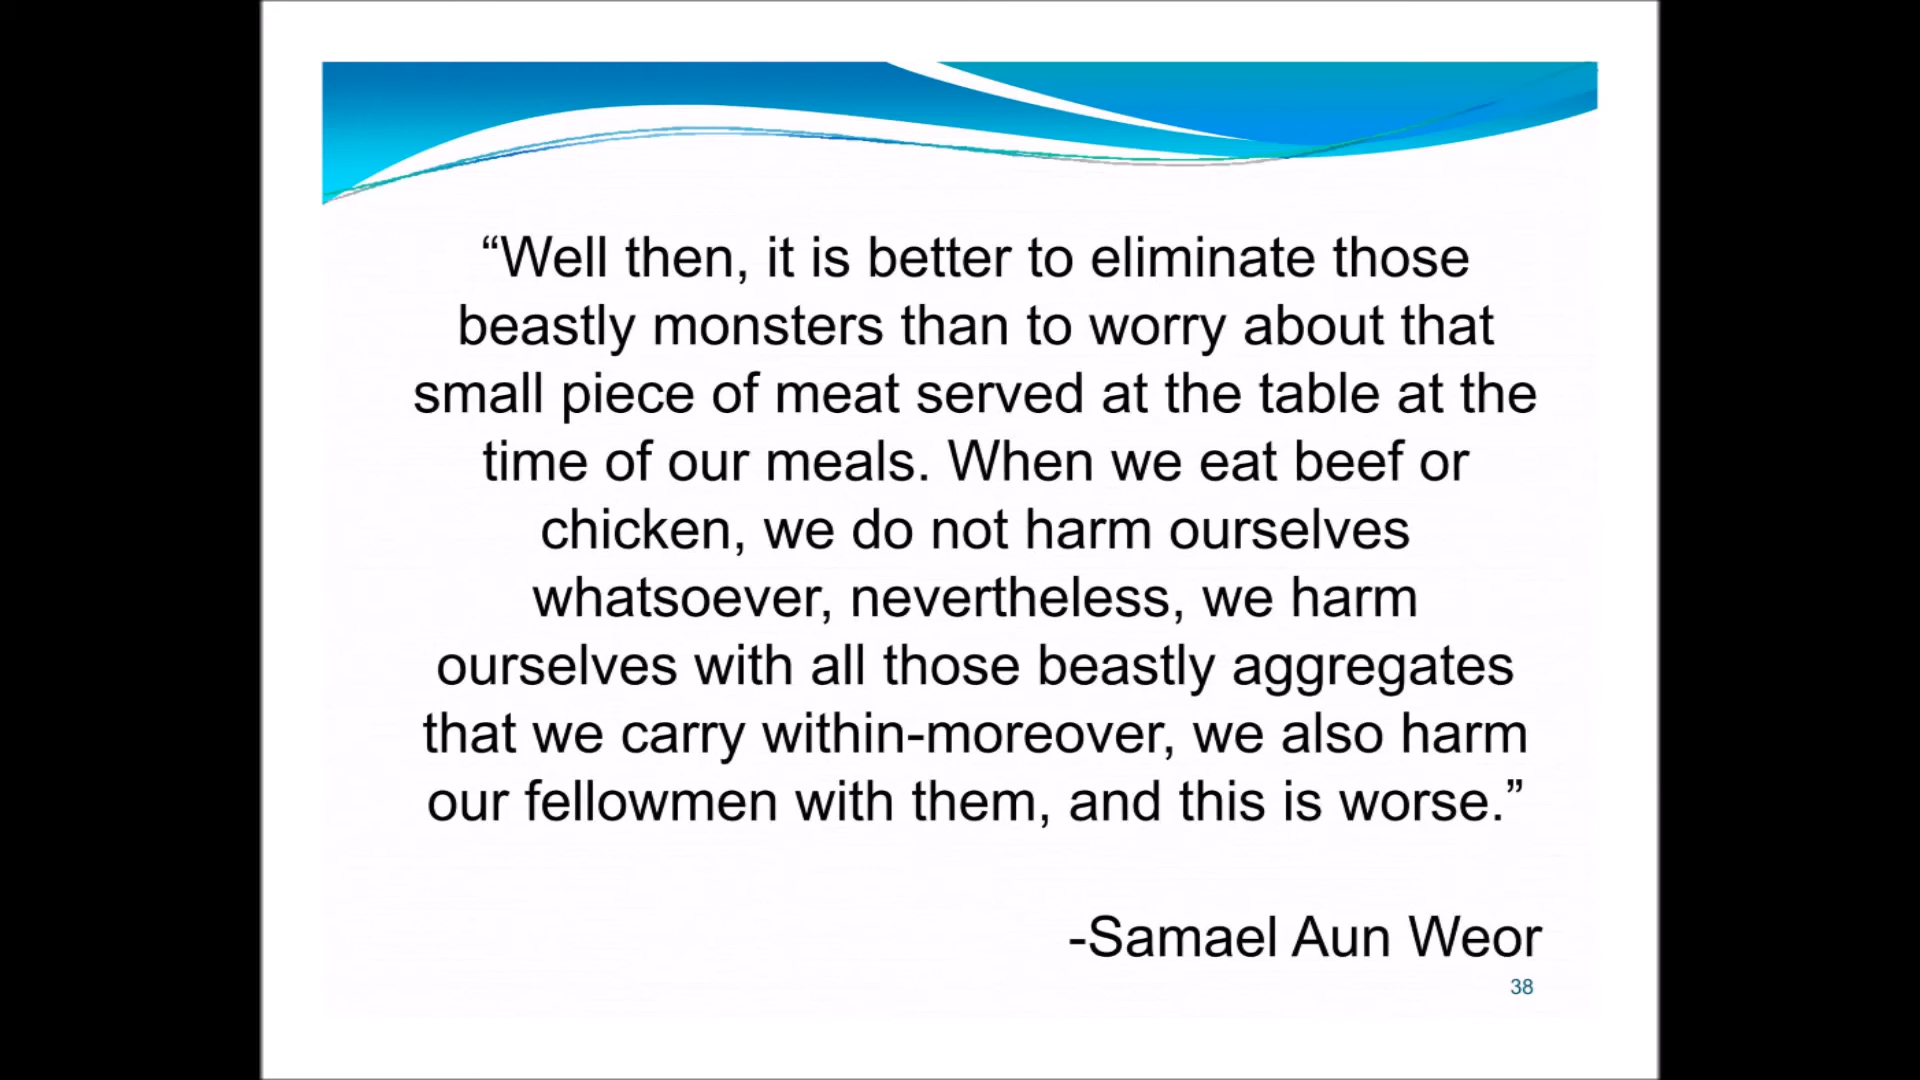 “Well then, it is better to eliminate those
beastly monsters than to worry about that
small piece of meat served at the table at the
time of our meals. When we eat beef or
chicken, we do not harm ourselves
whatsoever, nevertheless, we harm
ourselves with all those beastly aggregates
that we carry within-moreover, we also harm
our fellowmen with them, and this is worse.”
-Samael Aun Weor
38